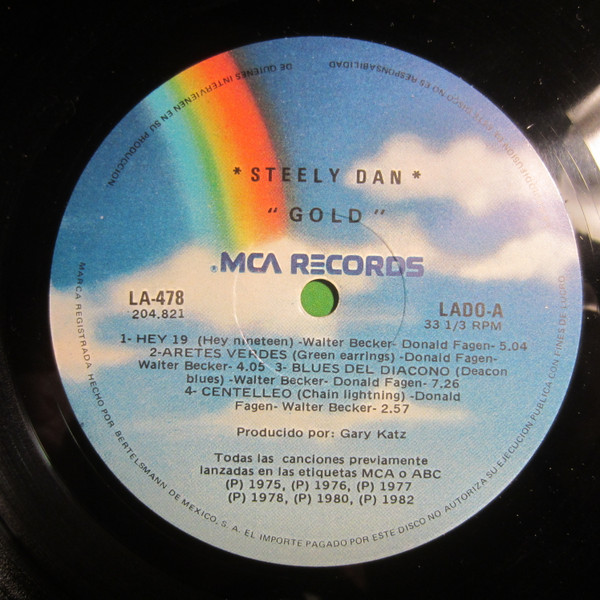 * STEELY DAN *
“ GOLD ”
®MCA RECORDS
LA-478
204.821
LADO-A
33 1/3 RPM
1- HEY 19 (Hey nineteen) -Walter Becker- Donald Fagen- 5.04
2-ARETES VERDES (Green earrings) -Donald Fagen-
Walter Becker- 4.05 3- BLUES DEL DIACONO (Deacon
blues) -Walter Becker- Donald Fagen- 7.26
4- CENTELLEO (Chain lightning) -Donald
Fagen- Walter Becker- 2.57
Producido por: Gary Katz
Todas las canciones previamente
lanzadas en las etiquetas MCA o ABC
(P) 1975, (P) 1976, (P) 1977
(P) 1978, (P) 1980, (P) 1982
MARCA REGISTRADA HECHO POR BERTELSMANN DE MEXICO, S. A. EL IMPORTE PAGADO POR ESTE DISCO NO AUTORIZA SU EJECUCION PUBLICA CON FINES DE LUCRO
DISCO NO ES RESPONSABILIDAD
DE QUIENES INTERVIENEN EN SU PRODUCCION.